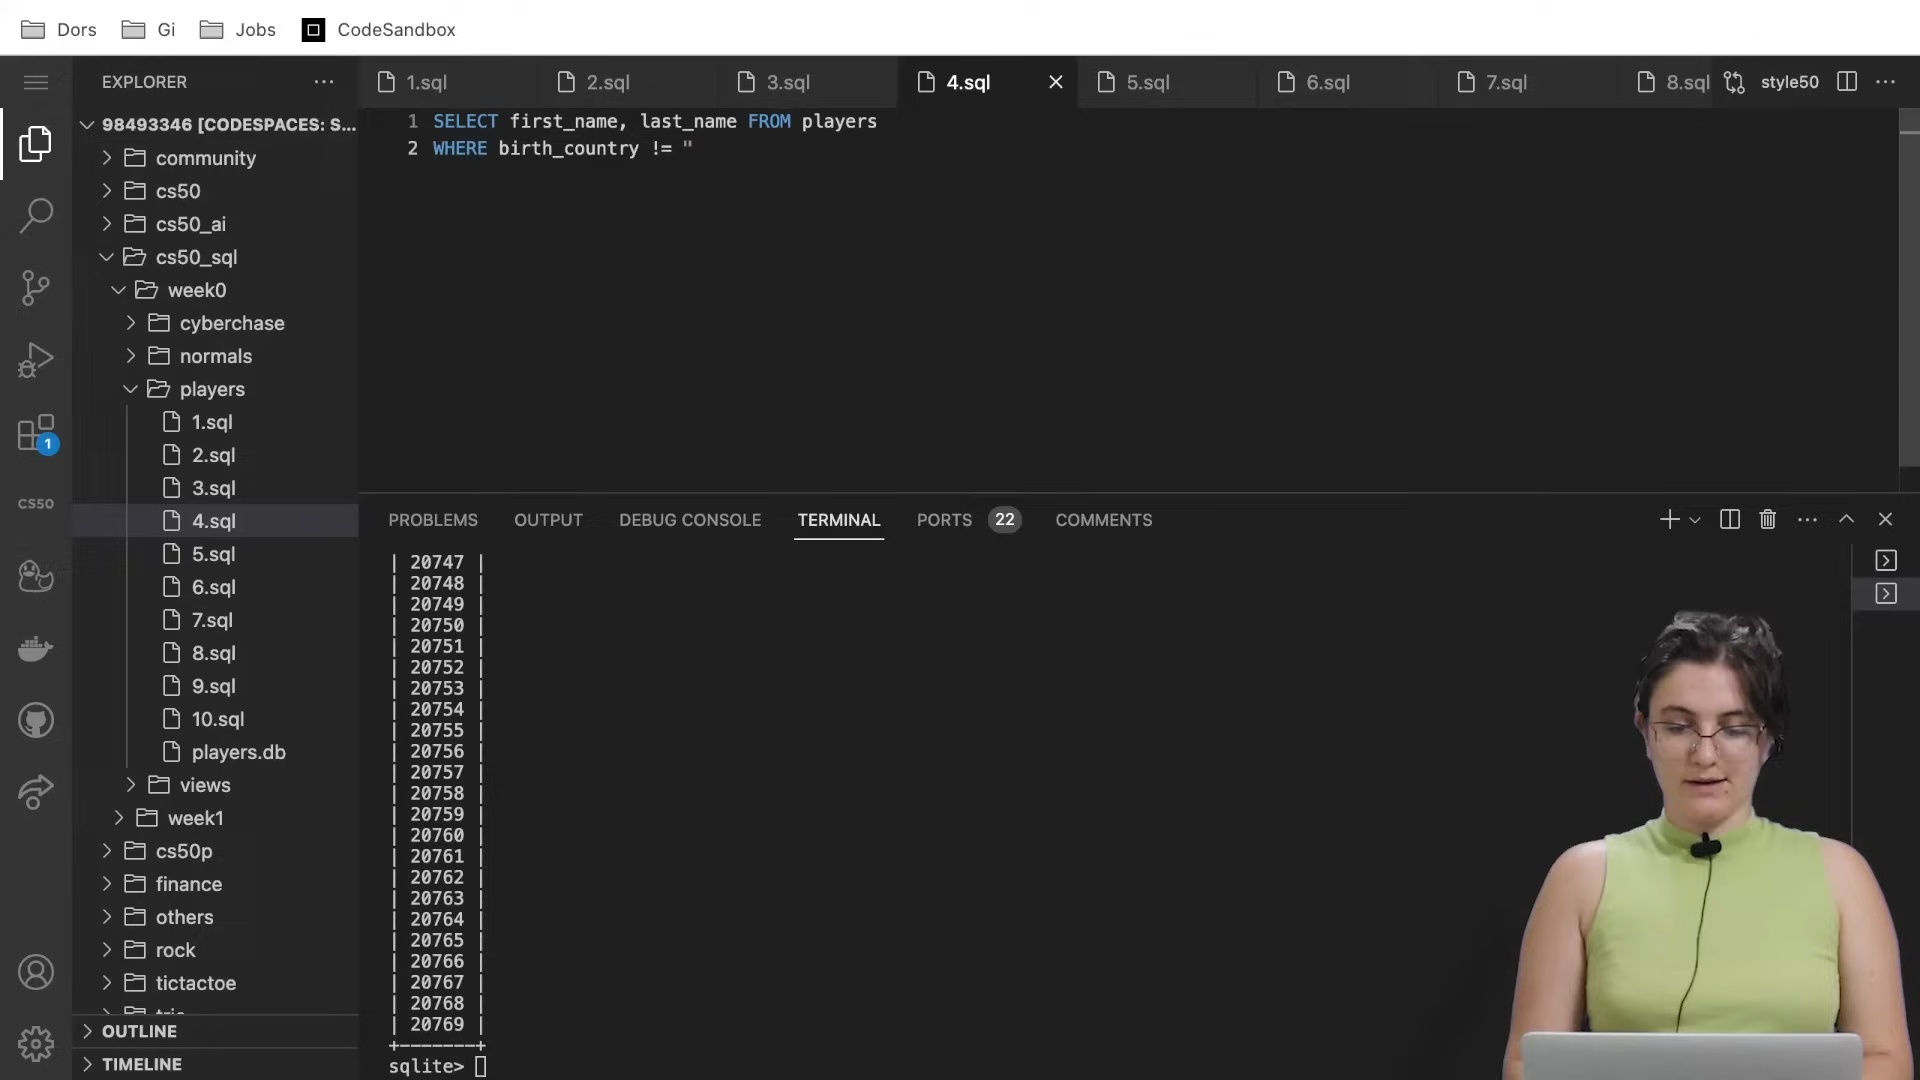 Dors Gi Jobs CodeSandbox
EXPLORER
1.sql 2.sql 3.sql 4.sql 5.sql 6.sql 7.sql 8.sql style50
98493346 [CODESPACES: S...
community
cs50
cs50_ai
cs50_sql
week0
cyberchase
normals
players
1.sql
2.sql
3.sql
4.sql
5.sql
6.sql
7.sql
8.sql
9.sql
10.sql
players.db
views
week1
cs50p
finance
others
rock
tictactoe
OUTLINE
TIMELINE
1
CS50
1 SELECT first_name, last_name FROM players
2 WHERE birth_country != "
PROBLEMS OUTPUT DEBUG CONSOLE TERMINAL PORTS 22 COMMENTS
| 20747 |
| 20748 |
| 20749 |
| 20750 |
| 20751 |
| 20752 |
| 20753 |
| 20754 |
| 20755 |
| 20756 |
| 20757 |
| 20758 |
| 20759 |
| 20760 |
| 20761 |
| 20762 |
| 20763 |
| 20764 |
| 20765 |
| 20766 |
| 20767 |
| 20768 |
| 20769 |
+-------+
sqlite>